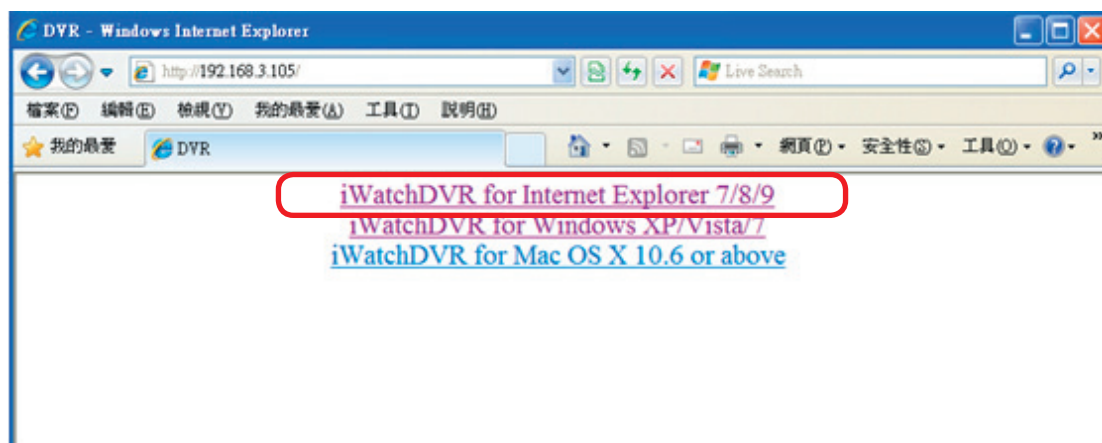 DVR - Windows Internet Explorer
http://192.168.3.105/ Live Search
檔案(F) 編輯(E) 檢視(V) 我的最愛(A) 工具(T) 說明(H)
我的最愛 DVR 網頁(P) 安全性(S) 工具(O)
iWatchDVR for Internet Explorer 7/8/9
iWatchDVR for Windows XP/Vista/7
iWatchDVR for Mac OS X 10.6 or above